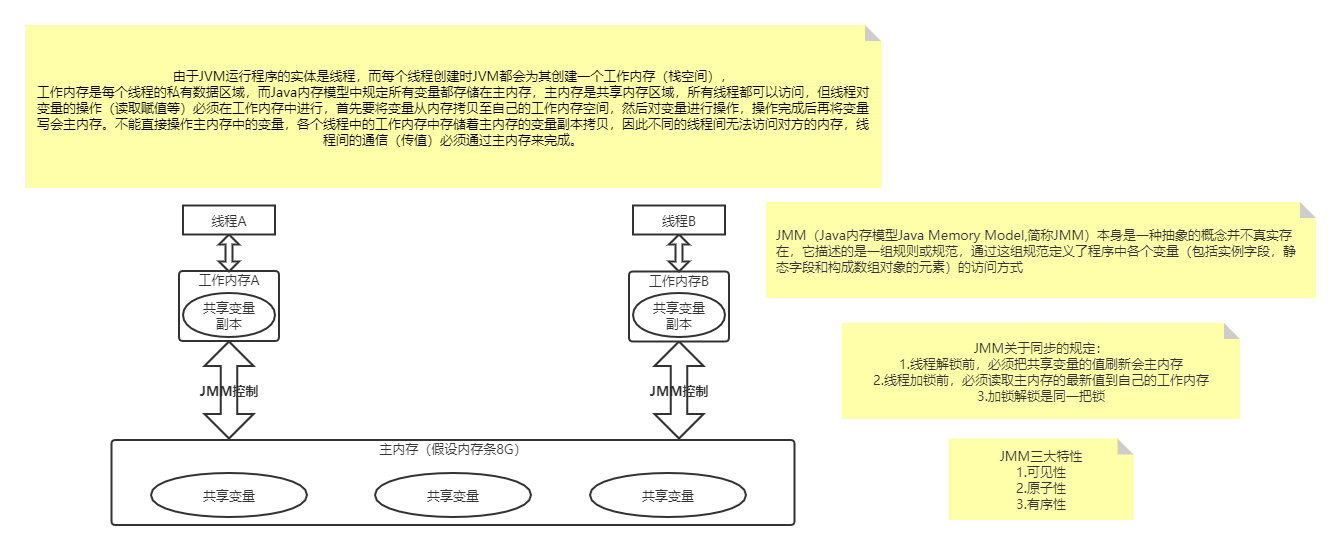 由于JVM运行程序的实体是线程，而每个线程创建时JVM都会为其创建一个工作内存（栈空间），
工作内存是每个线程的私有数据区域，而Java内存模型中规定所有变量都存储在主内存，主内存是共享内存区域，所有线程都可以访问，但线程对
变量的操作（读取赋值等）必须在工作内存中进行，首先要将变量从内存拷贝至自己的工作内存空间，然后对变量进行操作，操作完成后再将变量
写会主内存。不能直接操作主内存中的变量，各个线程中的工作内存中存储着主内存的变量副本拷贝，因此不同的线程间无法访问对方的内存，线
程间的通信（传值）必须通过主内存来完成。
线程A
线程B
工作内存A
工作内存B
共享变量
副本
共享变量
副本
JMM控制
JMM控制
主内存（假设内存条8G）
共享变量
共享变量
共享变量
JMM（Java内存模型Java Memory Model,简称JMM）本身是一种抽象的概念并不真实存
在，它描述的是一组规则或规范，通过这组规范定义了程序中各个变量（包括实例字段，静
态字段和构成数组对象的元素）的访问方式
JMM关于同步的规定：
1.线程解锁前，必须把共享变量的值刷新会主内存
2.线程加锁前，必须读取主内存的最新值到自己的工作内存
3.加锁解锁是同一把锁
JMM三大特性
1.可见性
2.原子性
3.有序性